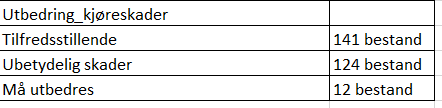 Utbedring_kjøreskader
Tilfredsstillende 141 bestand
Ubetydelig skader 124 bestand
Må utbedres 12 bestand